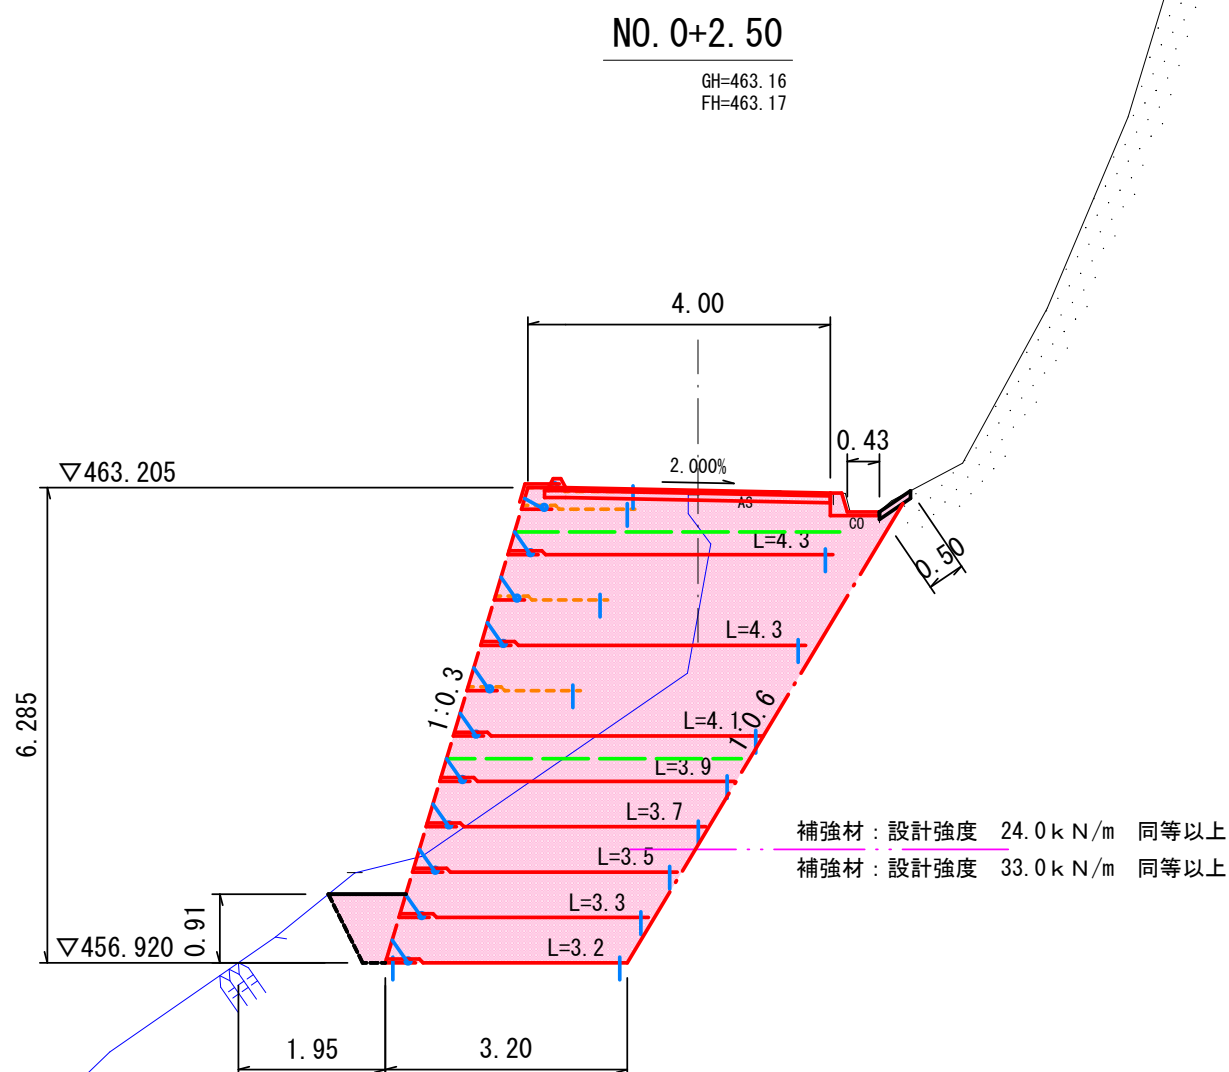 NO.0+2.50
GH=463.16
FH=463.17
4.00
0.43
▽463.205
2.000%
AS
CO
L=4.3
0.50
L=4.3
1:0.3
6.285
L=4.1
1:0.6
L=3.9
L=3.7
補強材：設計強度　24.0kN/m　同等以上
L=3.5
補強材：設計強度　33.0kN/m　同等以上
L=3.3
0.91
▽456.920
L=3.2
1.95
3.20